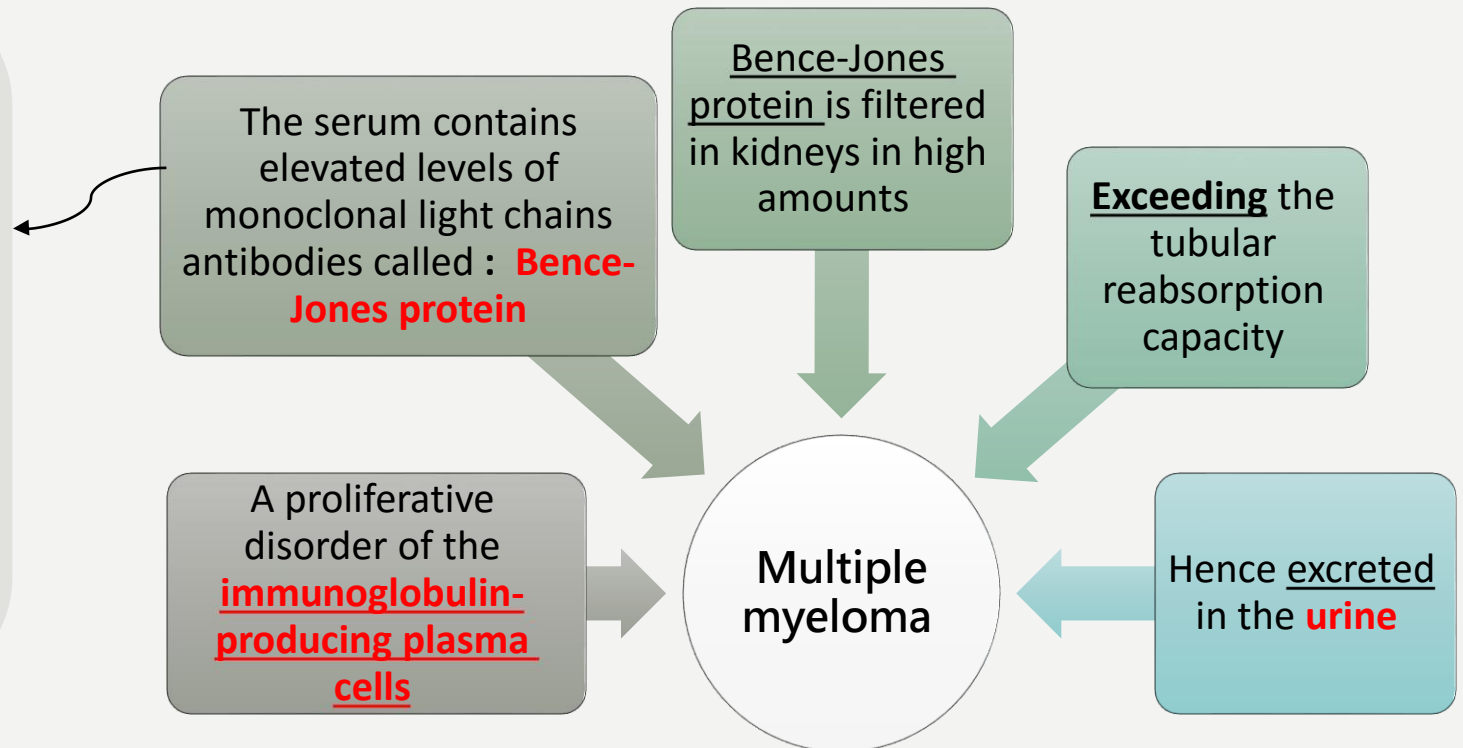 A proliferative
disorder of the
immunoglobulin-
producing plasma
cells
The serum contains
elevated levels of
monoclonal light chains
antibodies called : Bence-
Jones protein
Bence-Jones
protein is filtered
in kidneys in high
amounts
Exceeding the
tubular
reabsorption
capacity
Hence excreted
in the urine
Multiple
myeloma